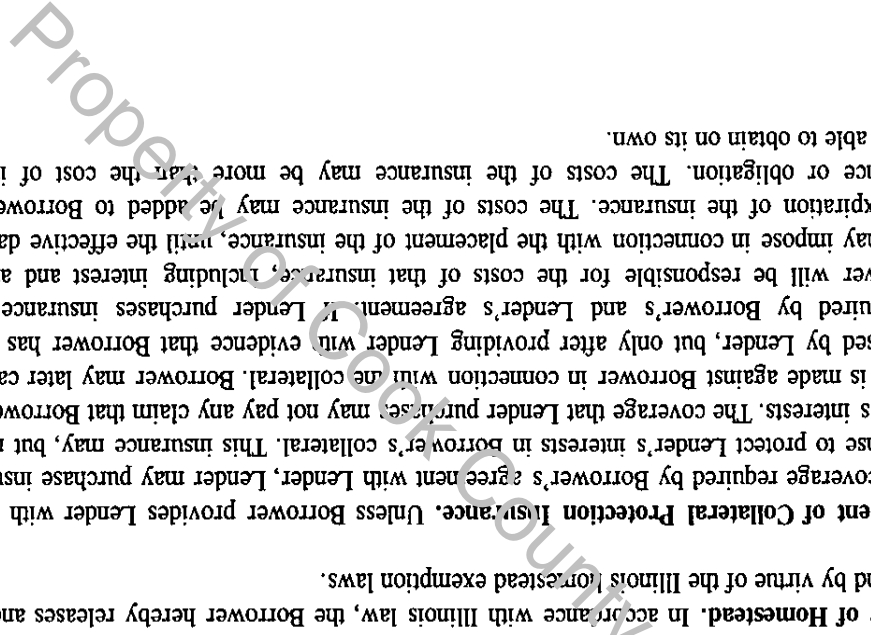 of Homestead. In accordance with Illinois law, the Borrower hereby releases and
nd by virtue of the Illinois homestead exemption laws.
ent of Collateral Protection Insurance. Unless Borrower provides Lender with
coverage required by Borrower's agreement with Lender, Lender may purchase insu
nse to protect Lender's interests in Borrower's collateral. This insurance may, but n
s interests. The coverage that Lender purchases may not pay any claim that Borrowe
is made against Borrower in connection with the collateral. Borrower may later ca
sed by Lender, but only after providing Lender with evidence that Borrower has
uired by Borrower's and Lender's agreement. If Lender purchases insurance
wer will be responsible for the costs of that insurance, including interest and a
may impose in connection with the placement of the insurance, until the effective da
xpiration of the insurance. The costs of the insurance may be added to Borrowe
nce or obligation. The costs of the insurance may be more than the cost of i
able to obtain on its own.
Property of Cook County